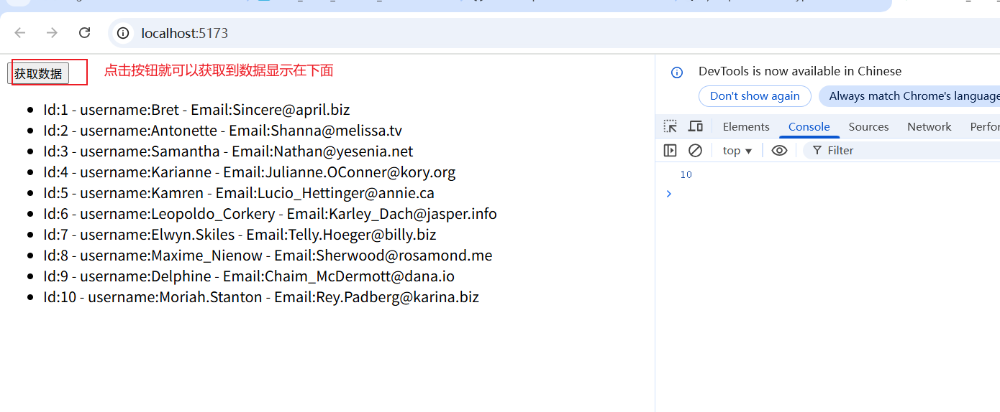 localhost:5173
获取数据
点击按钮就可以获取到数据显示在下面
Id:1 - username:Bret - Email:Sincere@april.biz
Id:2 - username:Antonette - Email:Shanna@melissa.tv
Id:3 - username:Samantha - Email:Nathan@yesenia.net
Id:4 - username:Karianne - Email:Julianne.OConner@kory.org
Id:5 - username:Kamren - Email:Lucio_Hettinger@annie.ca
Id:6 - username:Leopoldo_Corkery - Email:Karley_Dach@jasper.info
Id:7 - username:Elwyn.Skiles - Email:Telly.Hoeger@billy.biz
Id:8 - username:Maxime_Nienow - Email:Sherwood@rosamond.me
Id:9 - username:Delphine - Email:Chaim_McDermott@dana.io
Id:10 - username:Moriah.Stanton - Email:Rey.Padberg@karina.biz
DevTools is now available in Chinese
Don't show again
Always match Chrome's language
Elements Console Sources Network Perfor
top
Filter
10